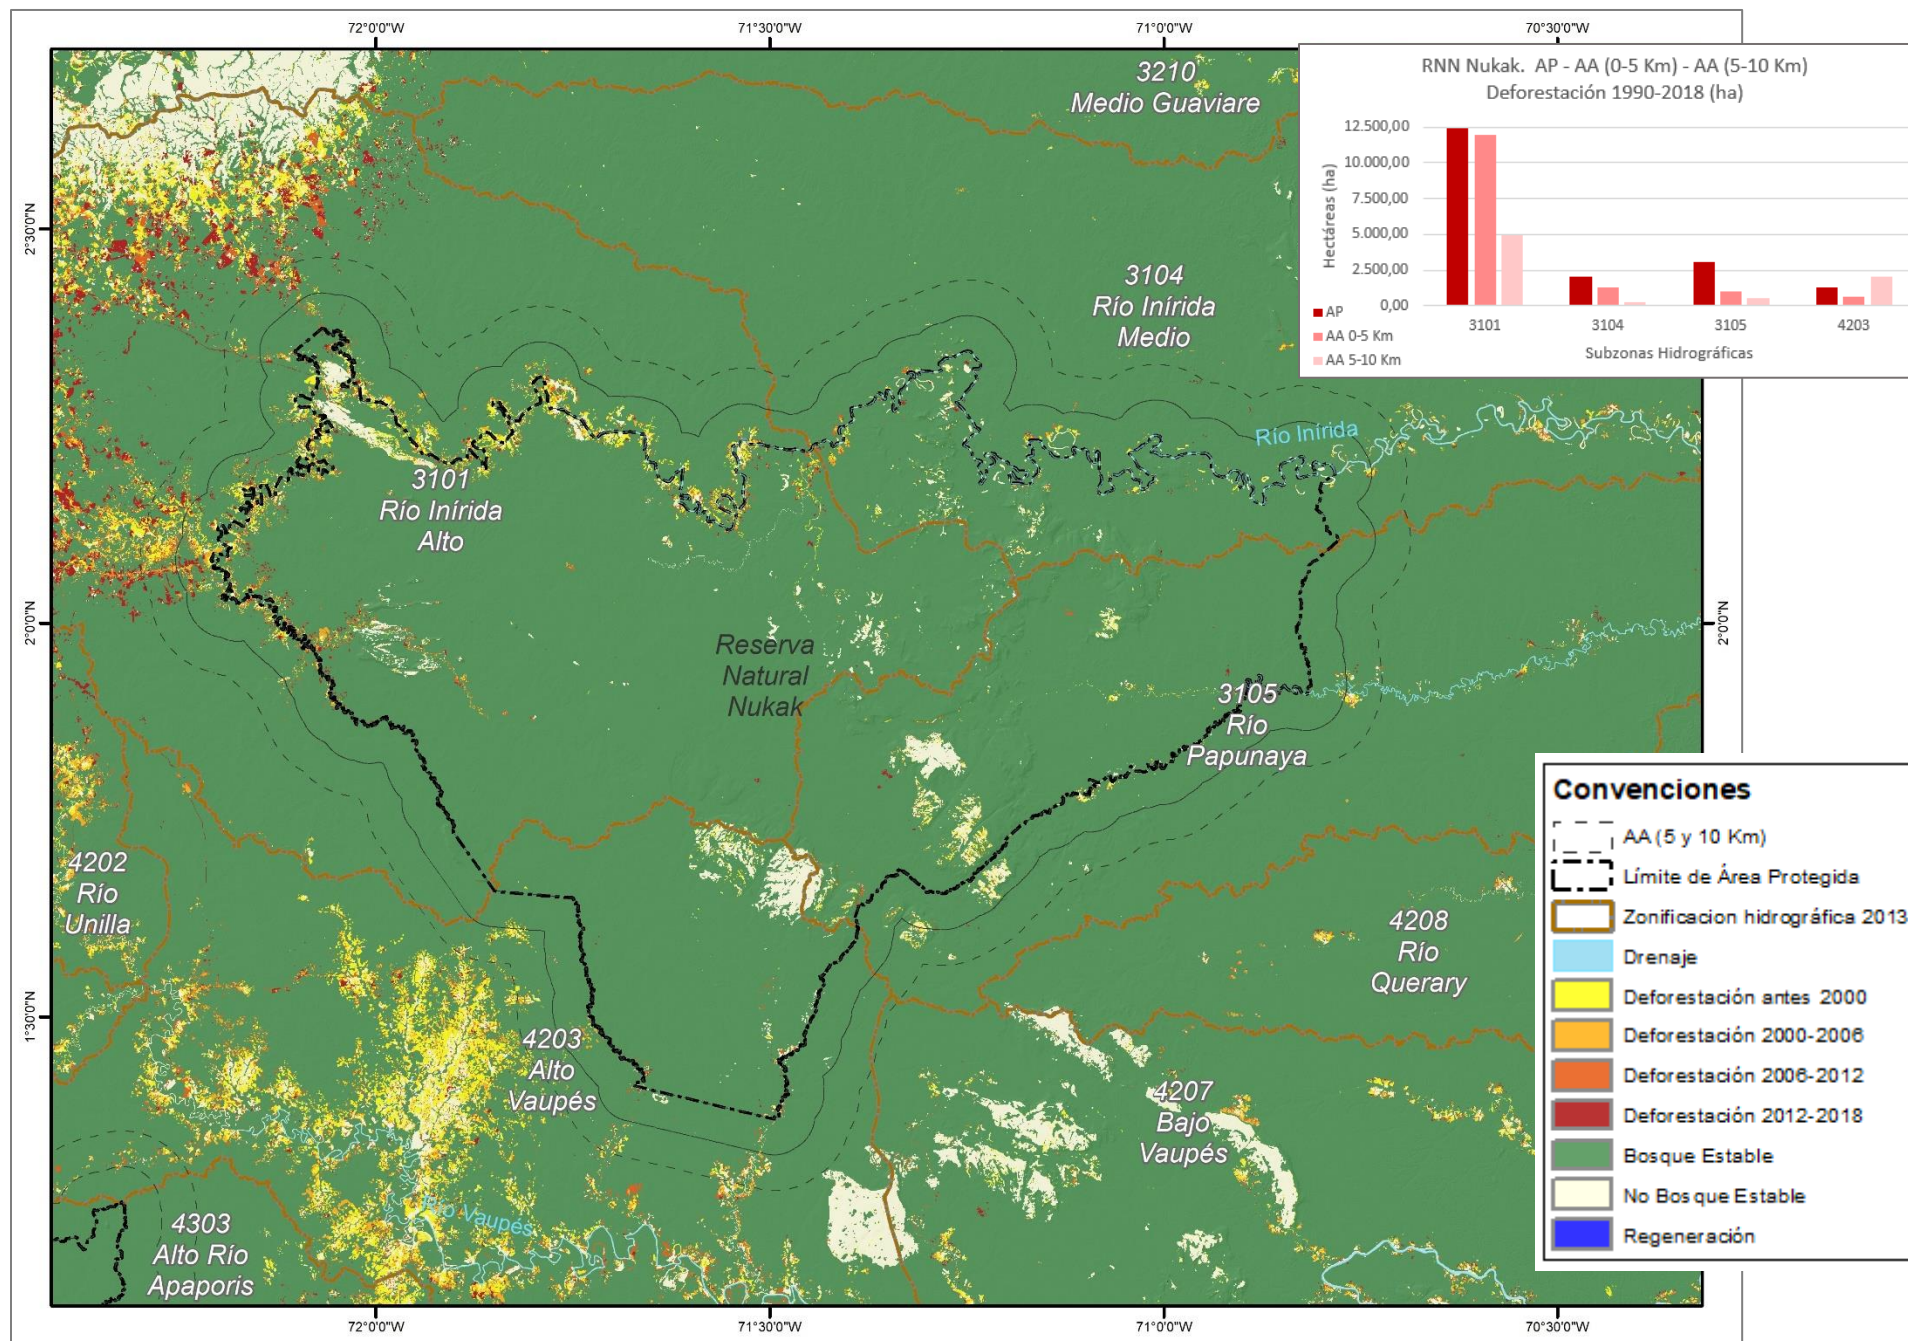 72°0'0"W
71°30'0"W
71°0'0"W
70°30'0"W
RNN Nukak. AP - AA (0-5 Km) - AA (5-10 Km)
Deforestación 1990-2018 (ha)
12.500,00
10.000,00
7.500,00
5.000,00
2.500,00
0,00
Hectáreas (ha)
3101
3104
3105
4203
Subzonas Hidrográficas
AP
AA 0-5 Km
AA 5-10 Km
3210
Medio Guaviare
2°30'0"N
3104
Río Inírida
Medio
Río Inírida
3101
Río Inírida
Alto
2°0'0"N
2°0'0"N
Reserva
Natural
Nukak
3105
Río
Papunaya
4202
Río
Unilla
4208
Río
Querary
1°30'0"N
4203
Alto
Vaupés
4207
Bajo
Vaupés
Río Vaupés
4303
Alto Río
Apaporis
Convenciones
AA (5 y 10 Km)
Límite de Área Protegida
Zonificacion hidrográfica 2013
Drenaje
Deforestación antes 2000
Deforestación 2000-2006
Deforestación 2006-2012
Deforestación 2012-2018
Bosque Estable
No Bosque Estable
Regeneración
72°0'0"W
71°30'0"W
71°0'0"W
70°30'0"W